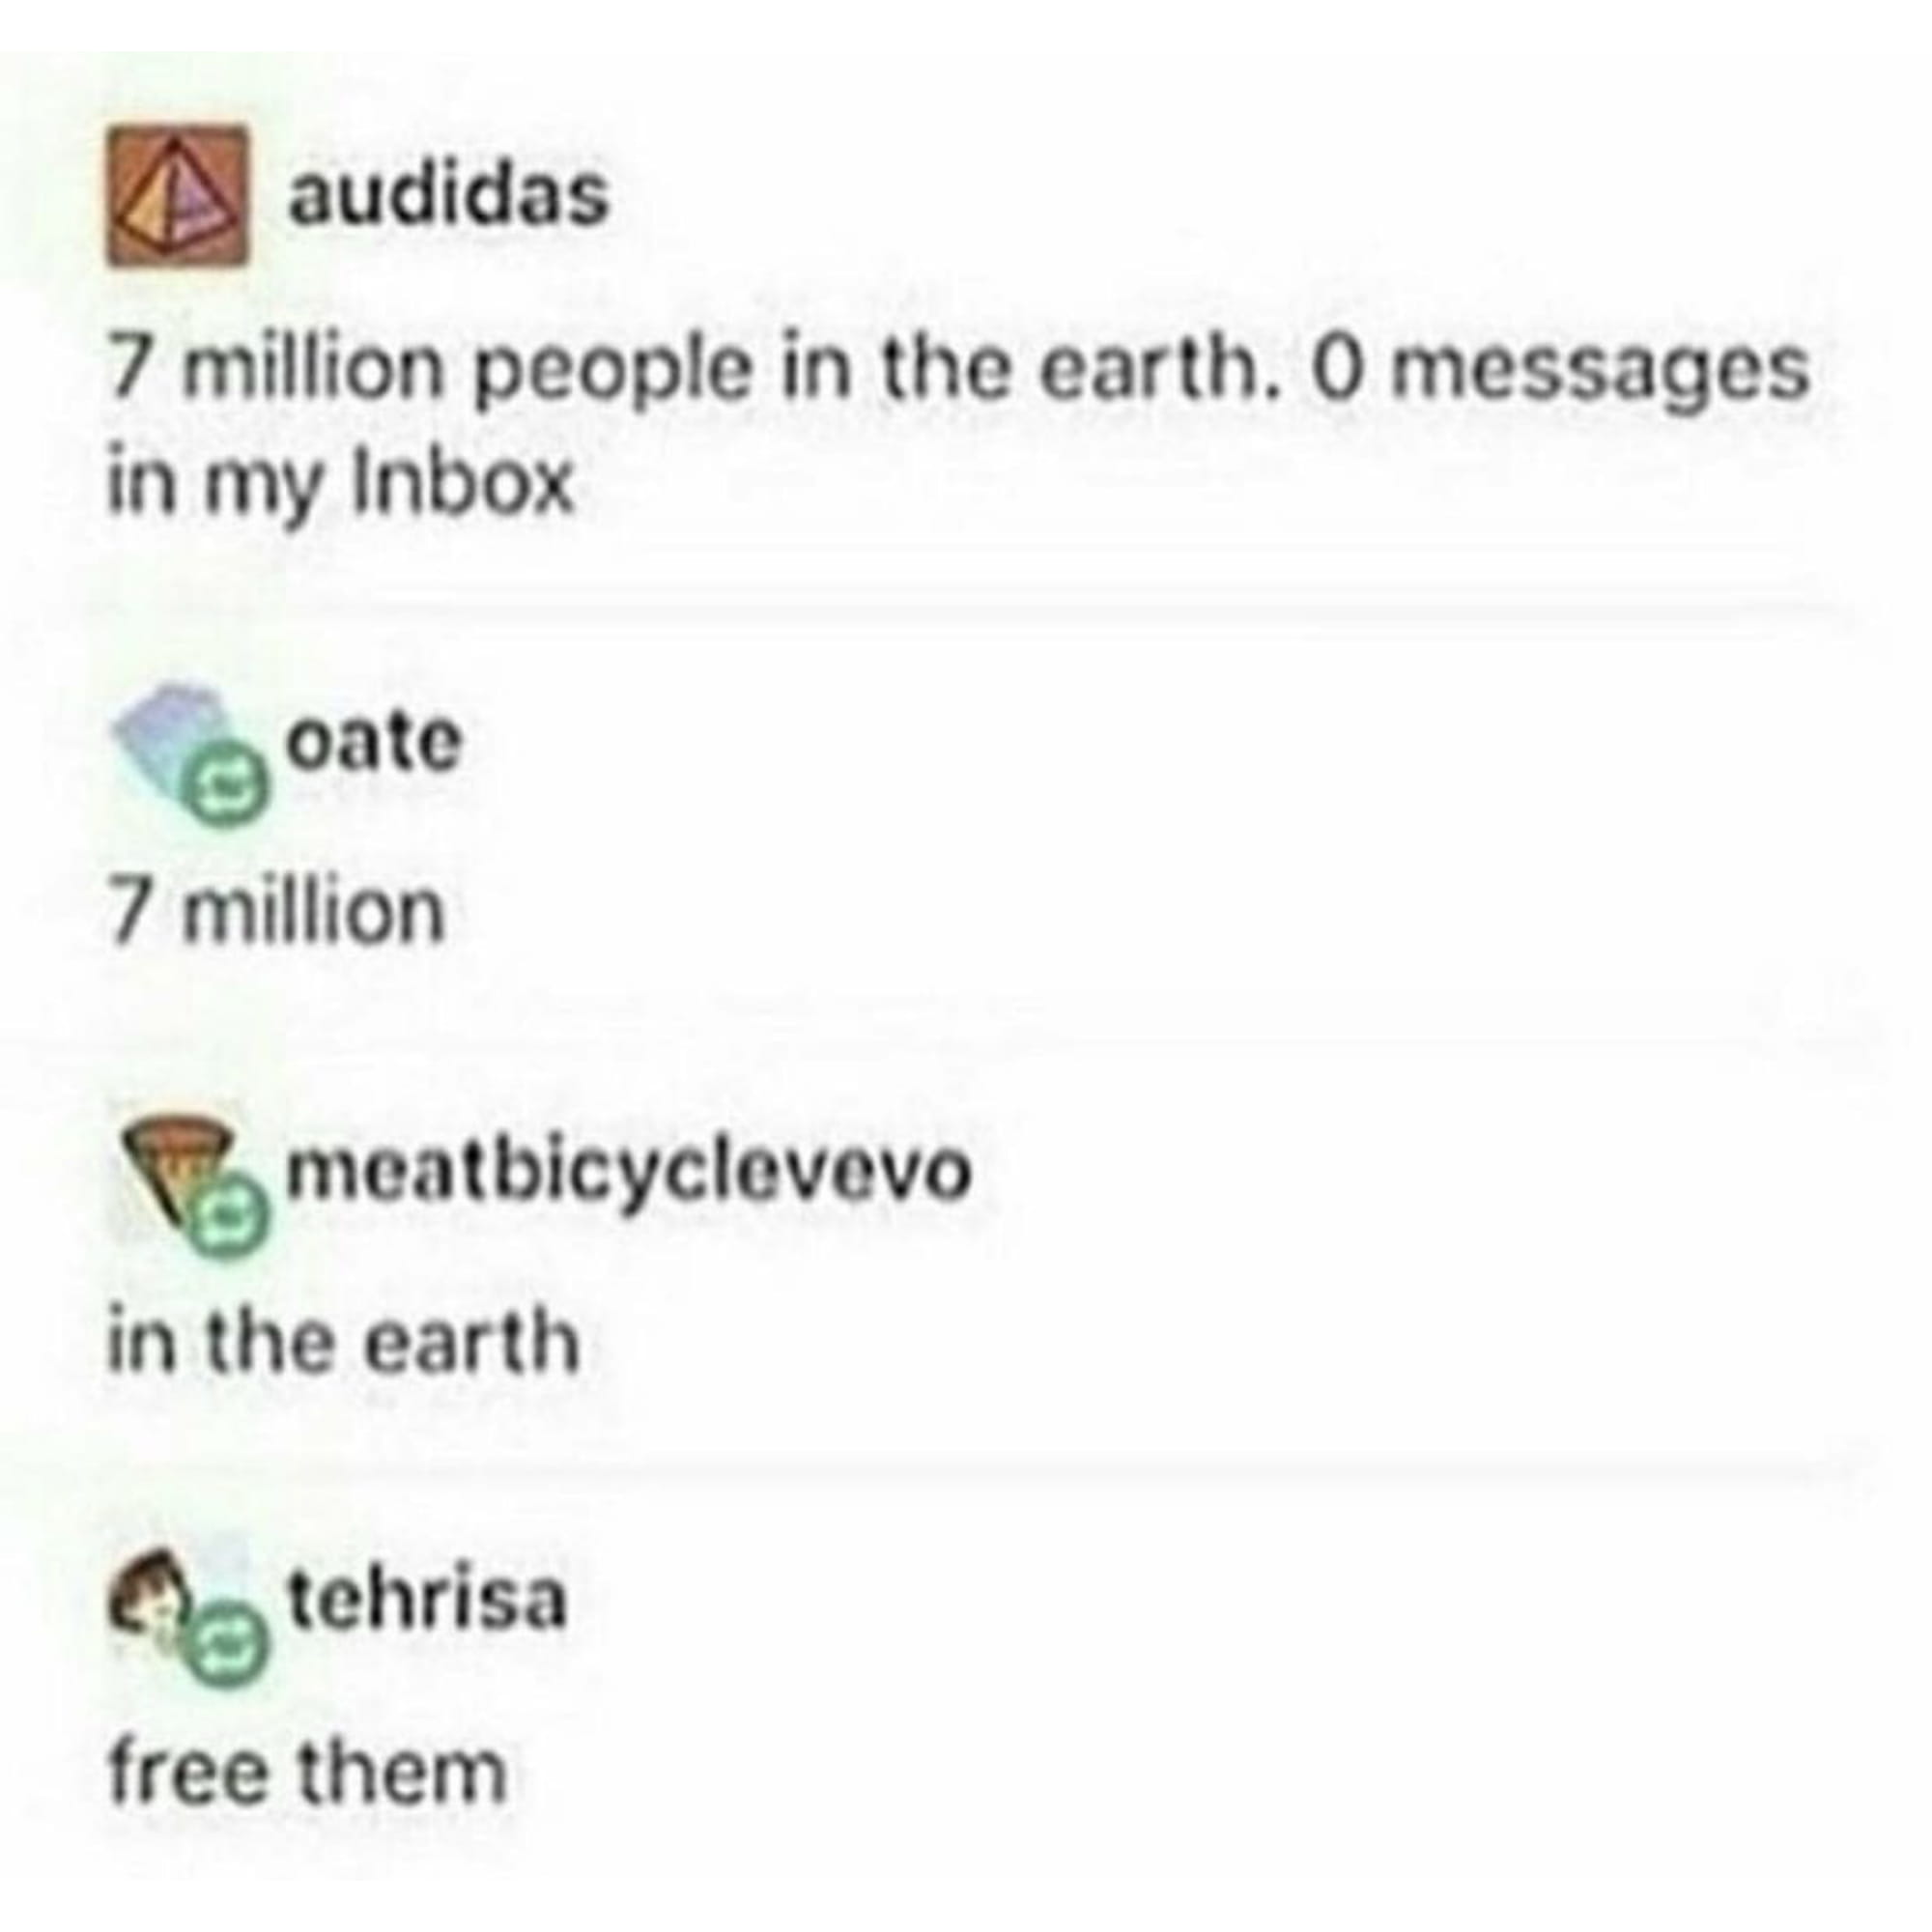 audidas
7 million people in the earth. 0 messages
in my Inbox
oate
7 million
meatbicyclevevo
in the earth
tehrisa
free them